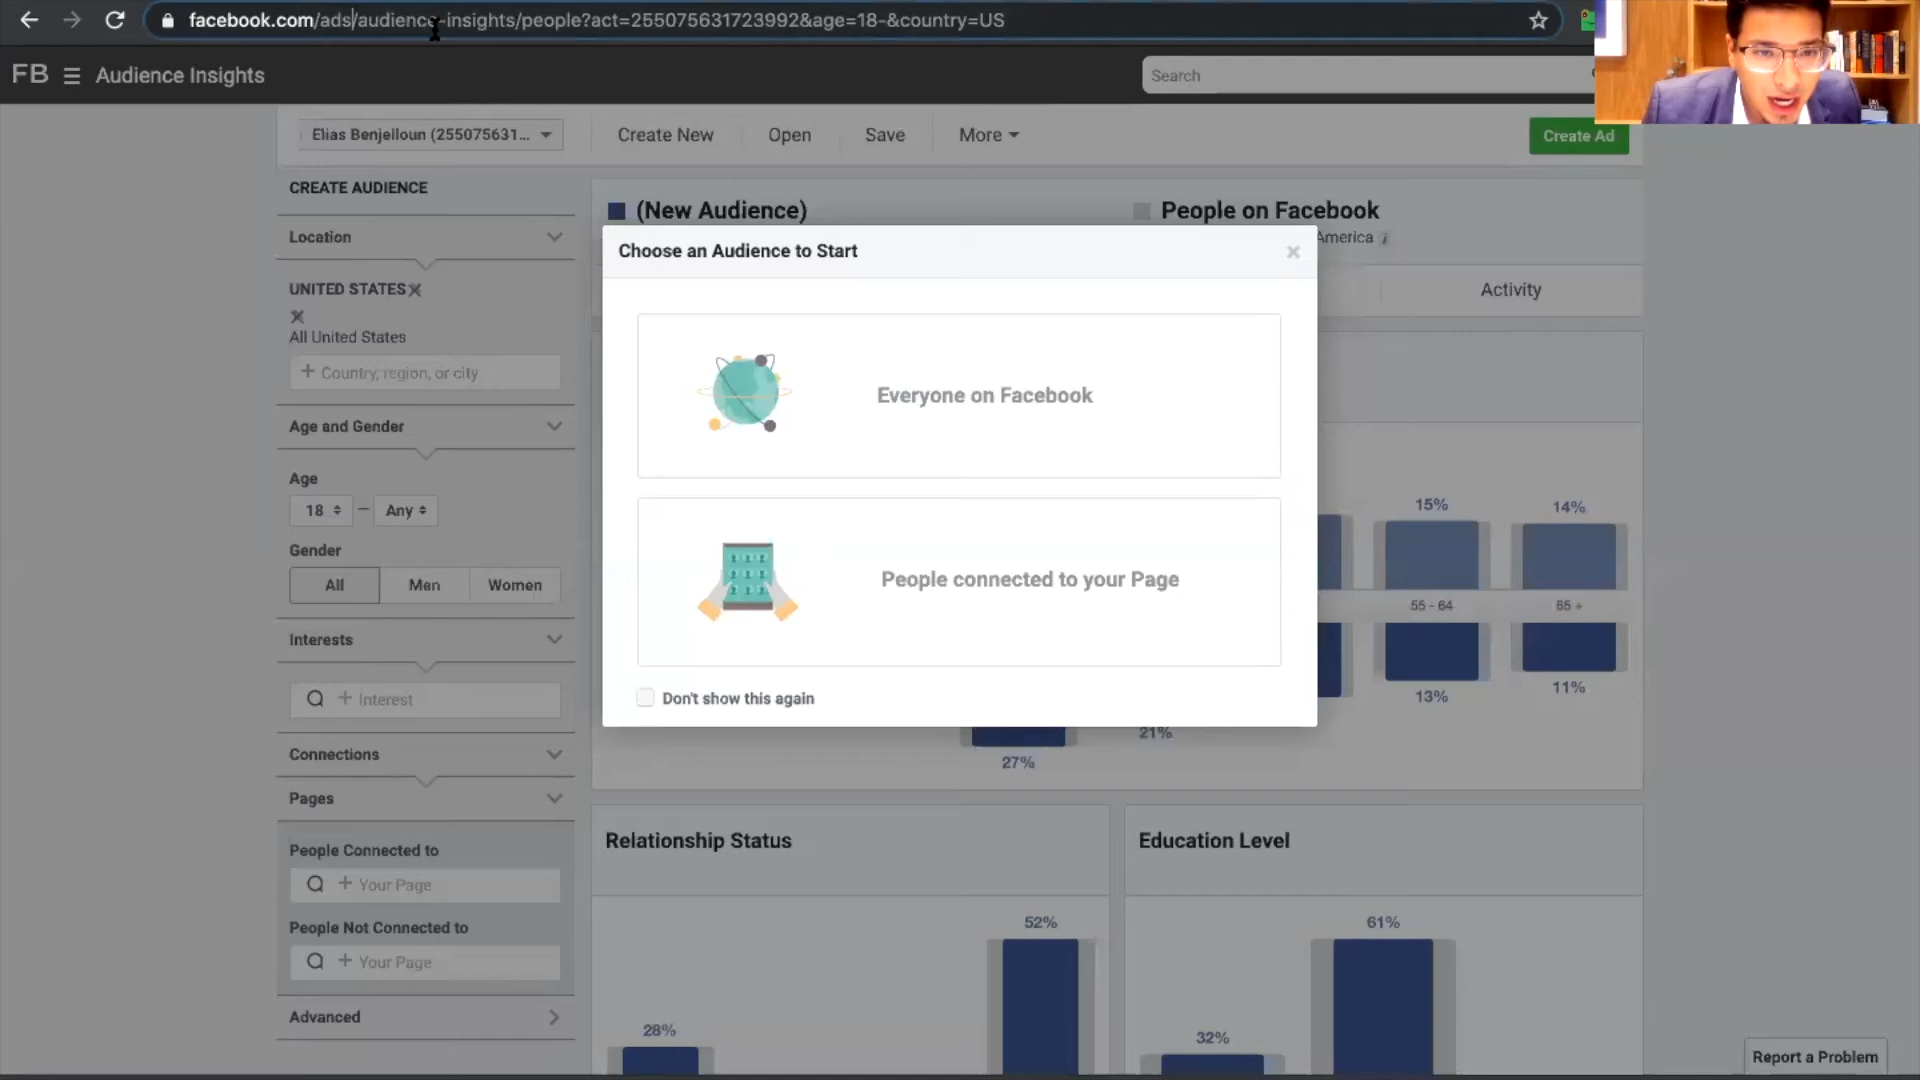 facebook.com/ads/audience-insights/people?act=255075631723992&age=18-&country=US
FB Audience Insights
Search
Elias Benjelloun (255075631...
Create New
Open
Save
More
Create Ad
CREATE AUDIENCE
Location
UNITED STATES
All United States
+ Country, region, or city
Age and Gender
Age
18 – Any
Gender
All
Men
Women
Interests
+ Interest
Connections
Pages
People Connected to
+ Your Page
People Not Connected to
+ Your Page
Advanced
(New Audience)
People on Facebook
America
Activity
Choose an Audience to Start
Everyone on Facebook
People connected to your Page
Don't show this again
15%
14%
55 - 64
65 +
13%
11%
21%
27%
Relationship Status
52%
28%
Education Level
61%
32%
Report a Problem